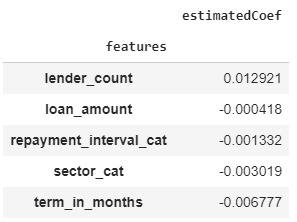 estimatedCoef
features
lender_count 0.012921
loan_amount -0.000418
repayment_interval_cat -0.001332
sector_cat -0.003019
term_in_months -0.006777